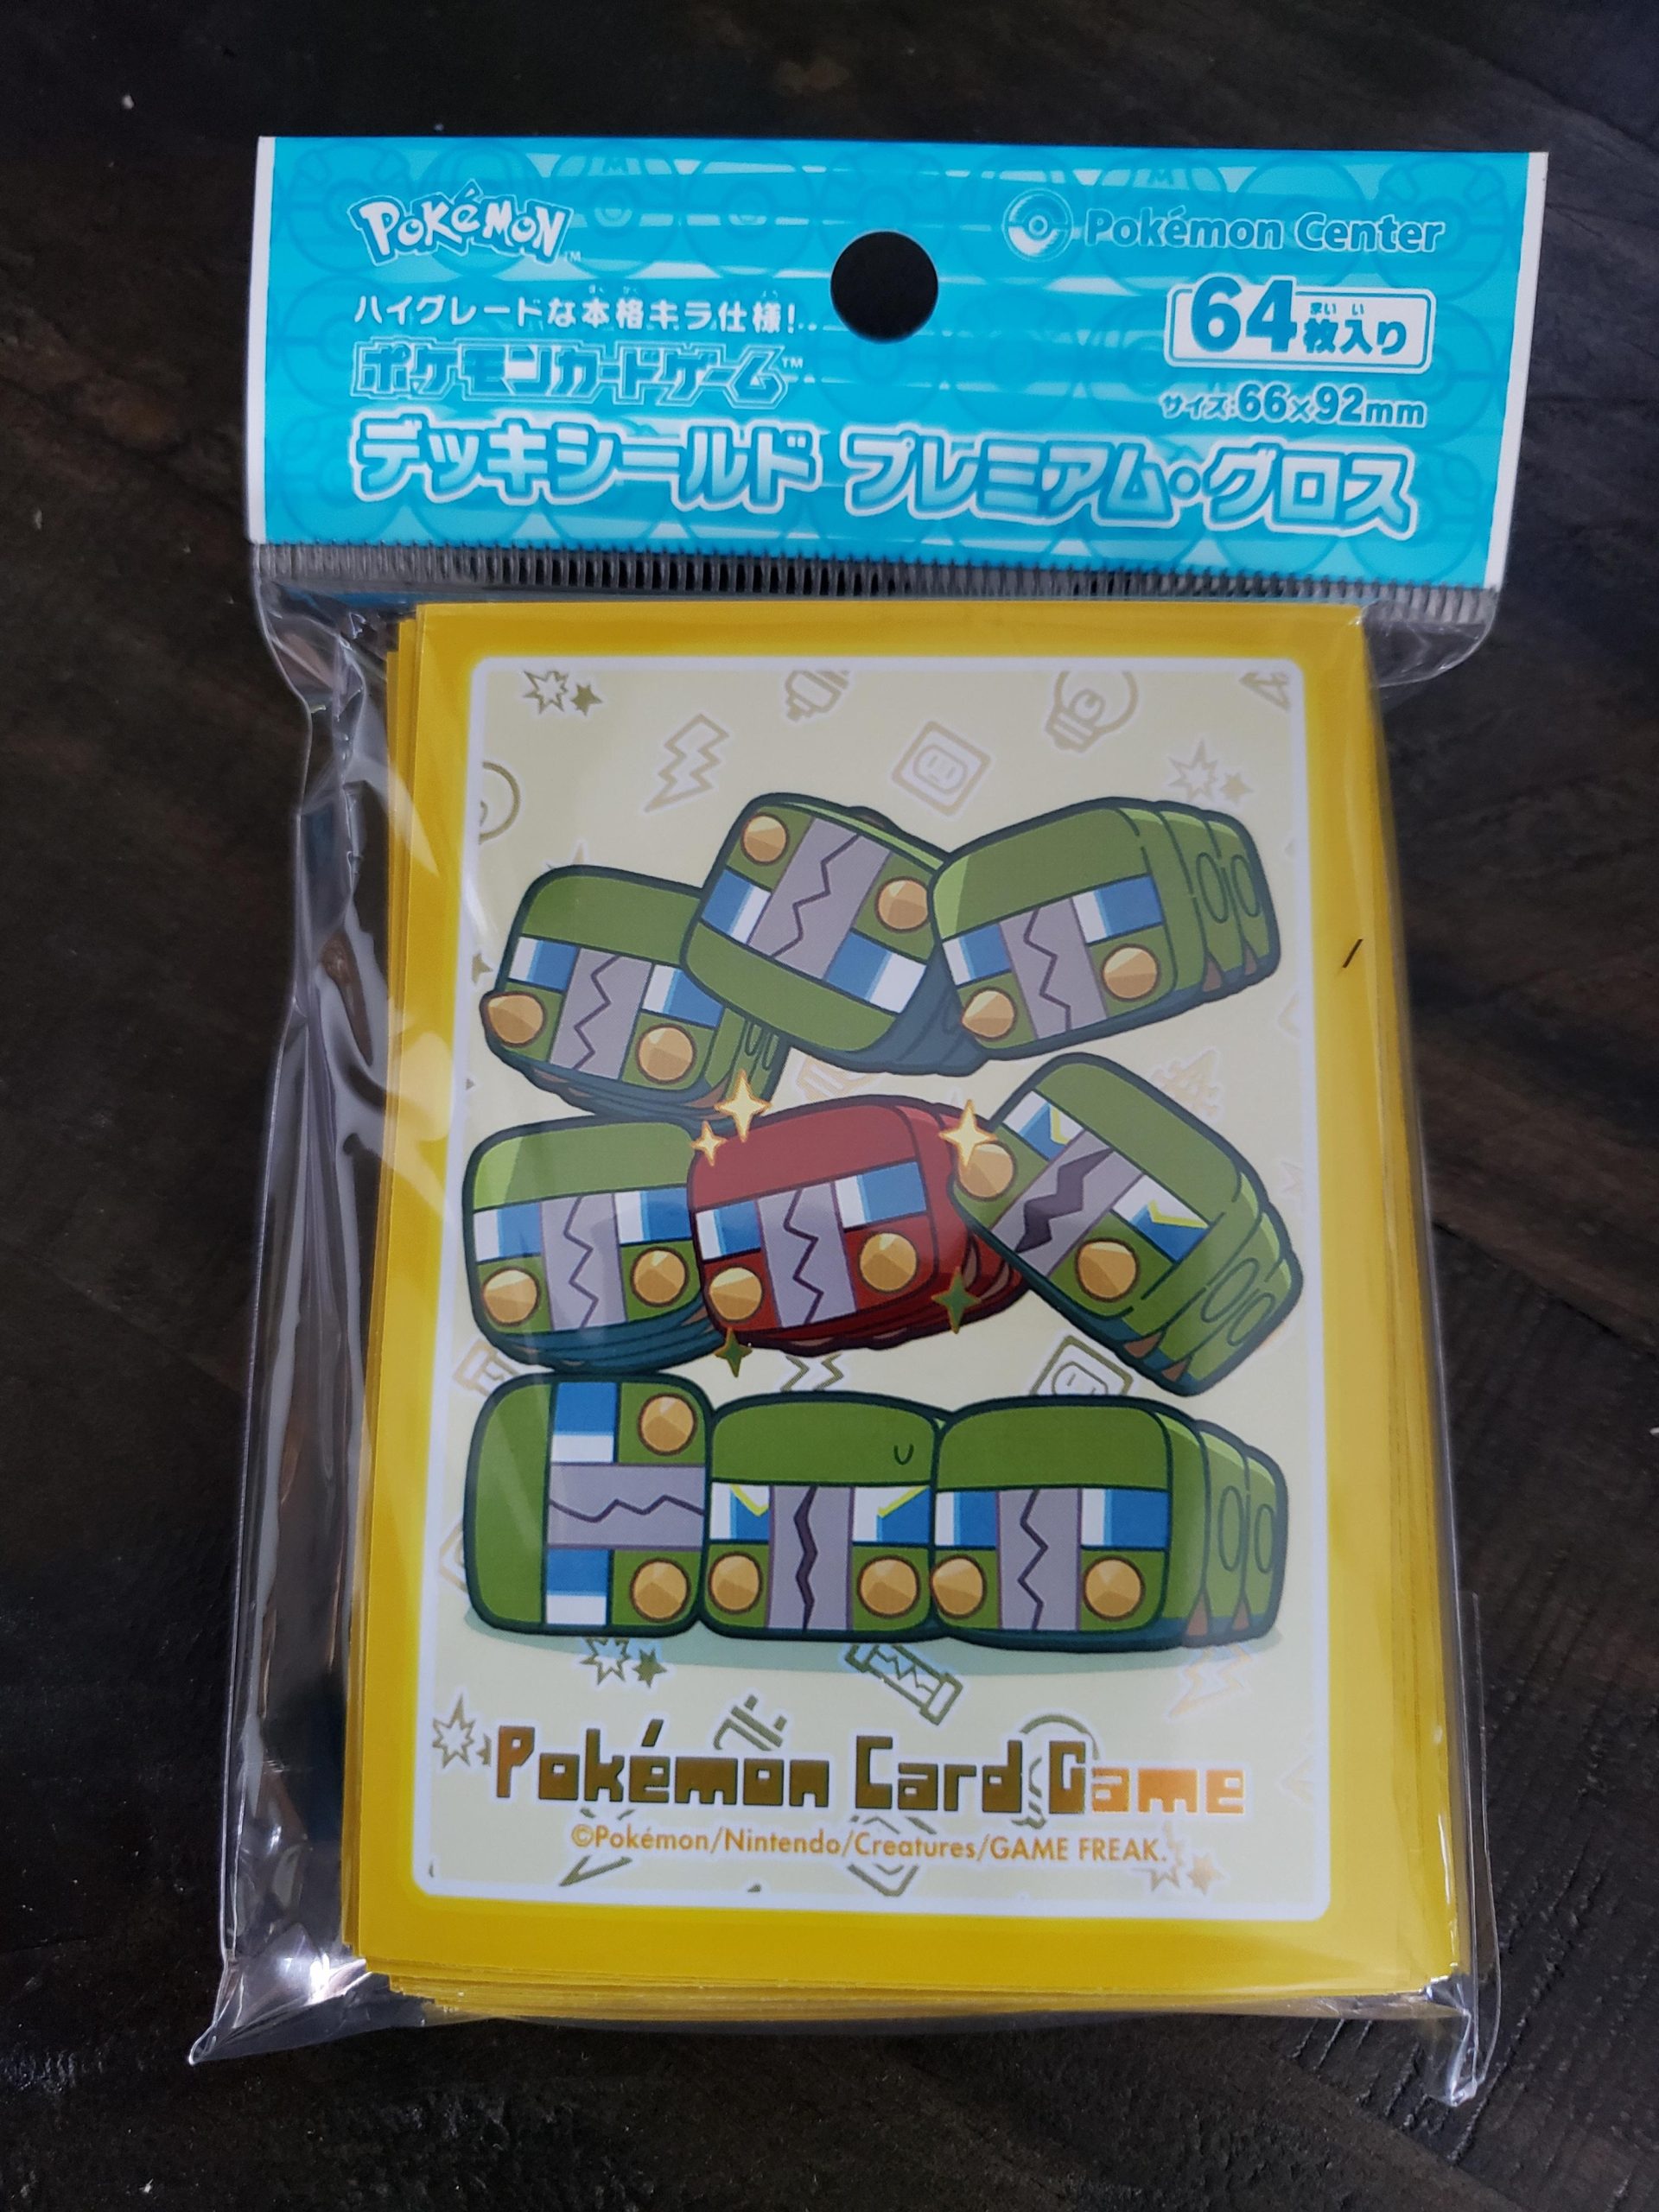 POKéMON™
Pokémon Center
ハイグレードな本格キラ仕様!
64枚入り
ポケモンカードゲーム™
サイズ:66×92mm
デッキシールド プレミアム・グロス
Pokémon Card Game
©Pokémon/Nintendo/Creatures/GAME FREAK.